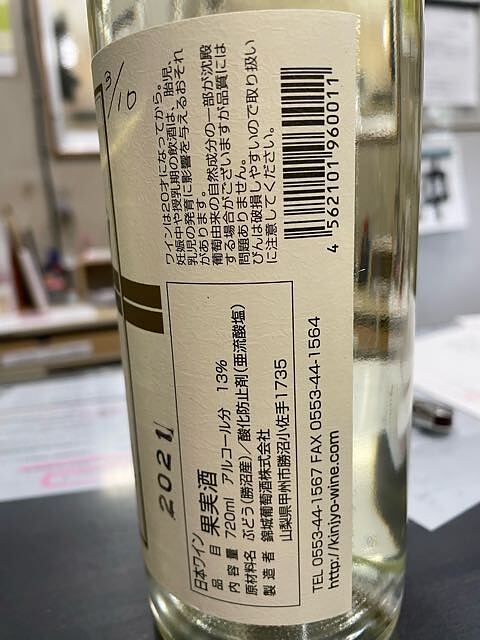 3/10
ワインは20才になってから。
妊娠中や授乳期の飲酒は、胎児、
乳児の発育に影響を与えるおそれ
があります。
葡萄由来の自然成分の一部が沈殿
する場合がございますが品質には
問題ありません。
びんは破損しやすいので取り扱い
に注意してください。
4 562101 960011
2021
日本ワイン
品 目 果実酒
内 容 量 720ml アルコール分 13%
原材料名 ぶどう(勝沼産)／酸化防止剤(亜硫酸塩)
製 造 者 錦城葡萄酒株式会社
山梨県甲州市勝沼小佐手1735
TEL 0553-44-1567 FAX 0553-44-1564
http://kinjyo-wine.com